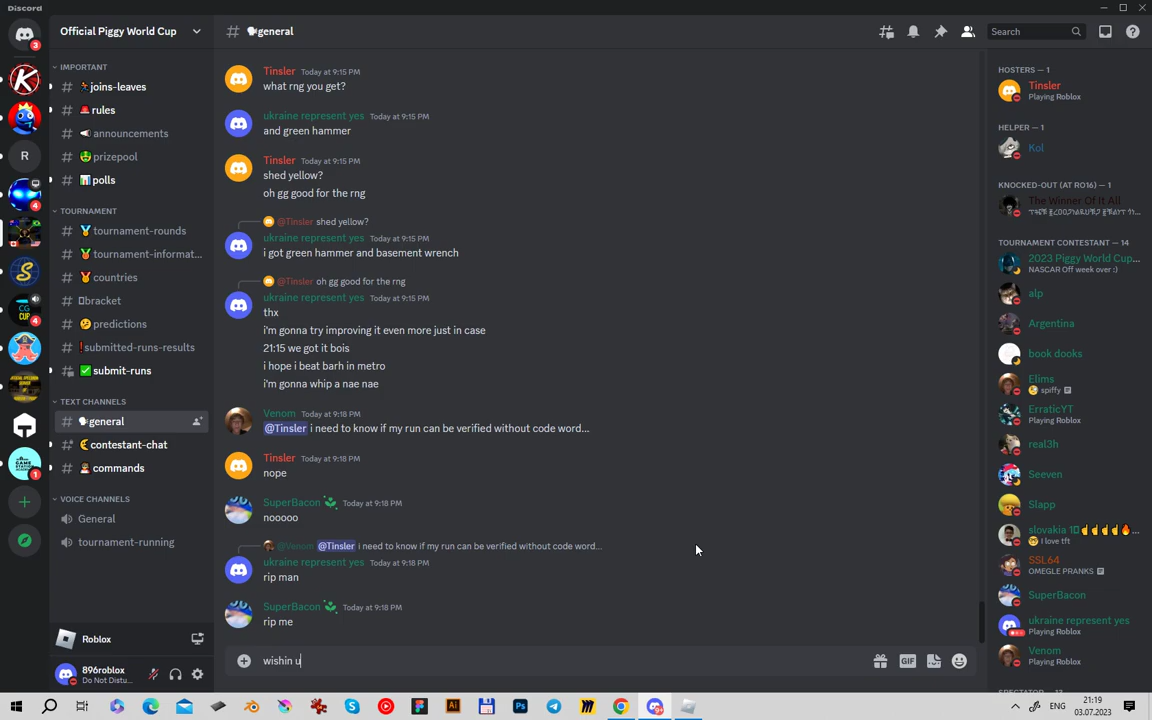 Discord
3
R
4
4
1
Official Piggy World Cup
IMPORTANT
joins-leaves
rules
announcements
prizepool
polls
TOURNAMENT
tournament-rounds
tournament-informat...
countries
bracket
predictions
submitted-runs-results
submit-runs
TEXT CHANNELS
general
contestant-chat
commands
VOICE CHANNELS
General
tournament-running
Roblox
896roblox
Do Not Distu...
general
Search
Tinsler Today at 9:15 PM
what rng you get?
ukraine represent yes Today at 9:15 PM
and green hammer
Tinsler Today at 9:15 PM
shed yellow?
oh gg good for the rng
@Tinsler shed yellow?
ukraine represent yes Today at 9:15 PM
i got green hammer and basement wrench
@Tinsler oh gg good for the rng
ukraine represent yes Today at 9:15 PM
thx
i'm gonna try improving it even more just in case
21:15 we got it bois
i hope i beat barh in metro
i'm gonna whip a nae nae
Venom Today at 9:18 PM
@Tinsler i need to know if my run can be verified without code word...
Tinsler Today at 9:18 PM
nope
SuperBacon Today at 9:18 PM
nooooo
@Venom @Tinsler i need to know if my run can be verified without code word...
ukraine represent yes Today at 9:18 PM
rip man
SuperBacon Today at 9:18 PM
rip me
wishin u
GIF
HOSTERS — 1
Tinsler
Playing Roblox
HELPER — 1
Kol
KNOCKED-OUT (AT RO16) — 1
The Winner Of It All
TOURNAMENT CONTESTANT — 14
2023 Piggy World Cup...
NASCAR Off week over :)
alp
Argentina
book dooks
Elims
spiffy
ErraticYT
Playing Roblox
real3h
Seeven
Slapp
slovakia
I love tft
SSL64
OMEGLE PRANKS
SuperBacon
ukraine represent yes
Playing Roblox
Venom
Playing Roblox
ENG
21:19
03.07.2023